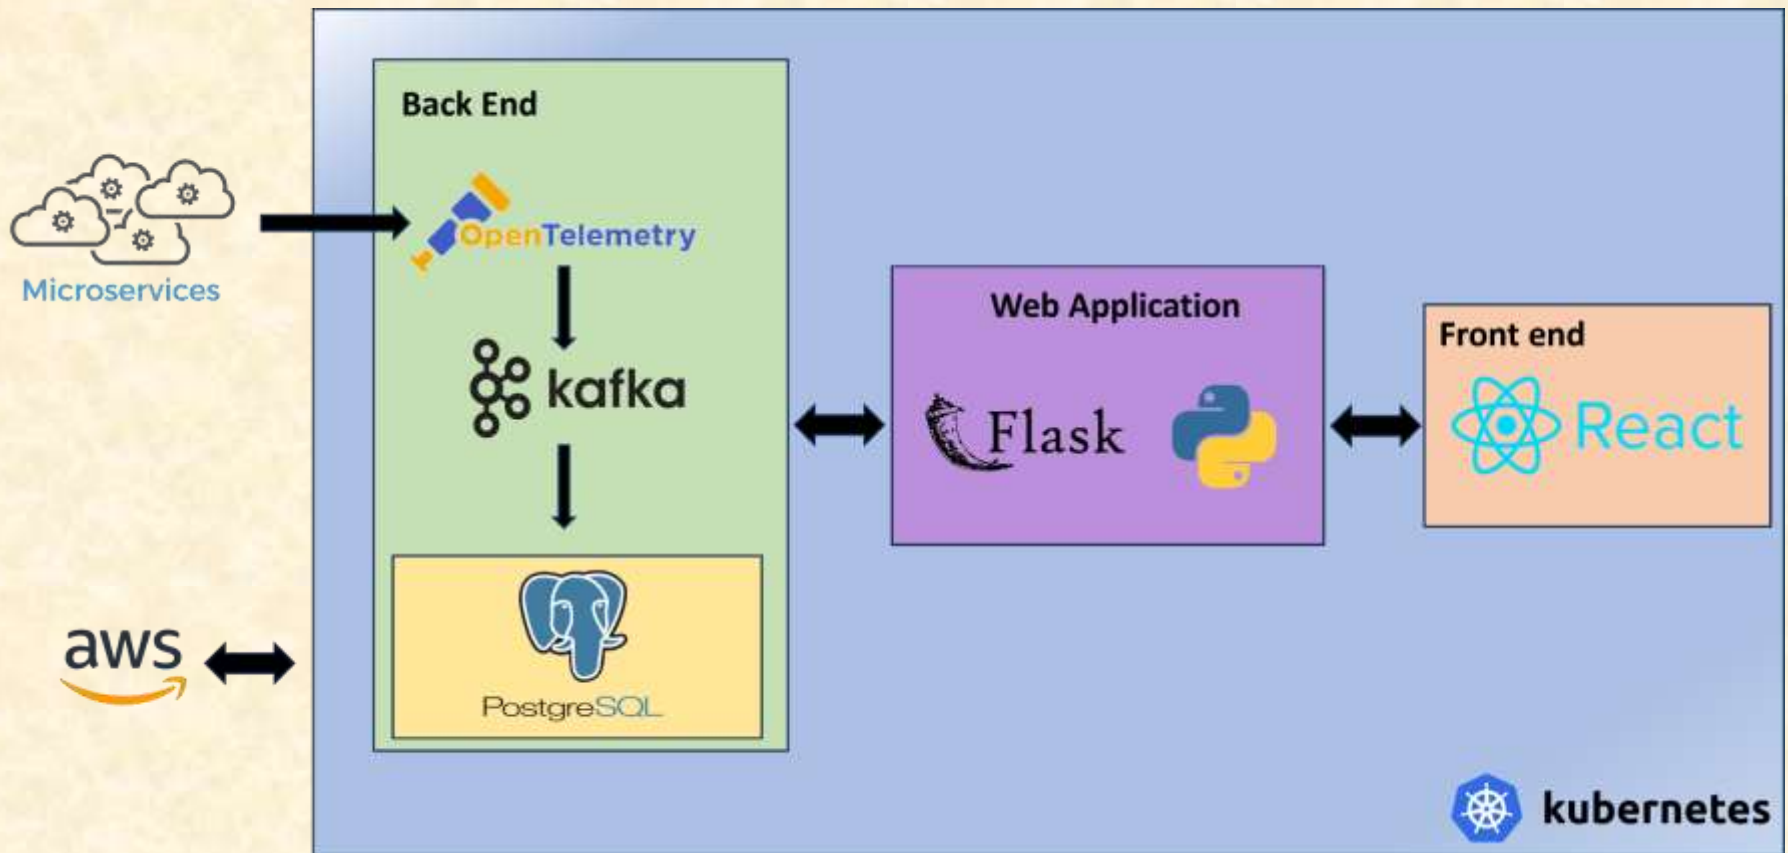 Back End
OpenTelemetry
Microservices
kafka
Web Application
Flask
Front end
React
aws
PostgreSQL
kubernetes